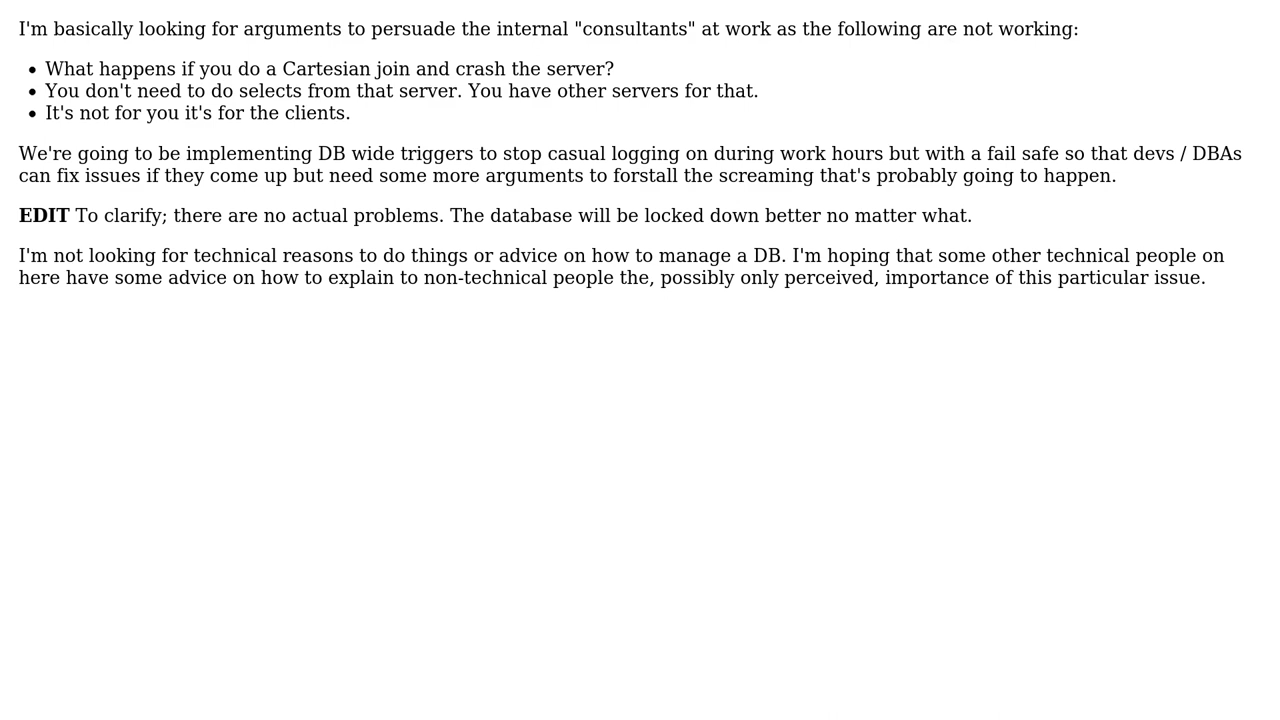 I'm basically looking for arguments to persuade the internal "consultants" at work as the following are not working:
• What happens if you do a Cartesian join and crash the server?
• You don't need to do selects from that server. You have other servers for that.
• It's not for you it's for the clients.
We're going to be implementing DB wide triggers to stop casual logging on during work hours but with a fail safe so that devs / DBAs
can fix issues if they come up but need some more arguments to forstall the screaming that's probably going to happen.
EDIT To clarify; there are no actual problems. The database will be locked down better no matter what.
I'm not looking for technical reasons to do things or advice on how to manage a DB. I'm hoping that some other technical people on
here have some advice on how to explain to non-technical people the, possibly only perceived, importance of this particular issue.